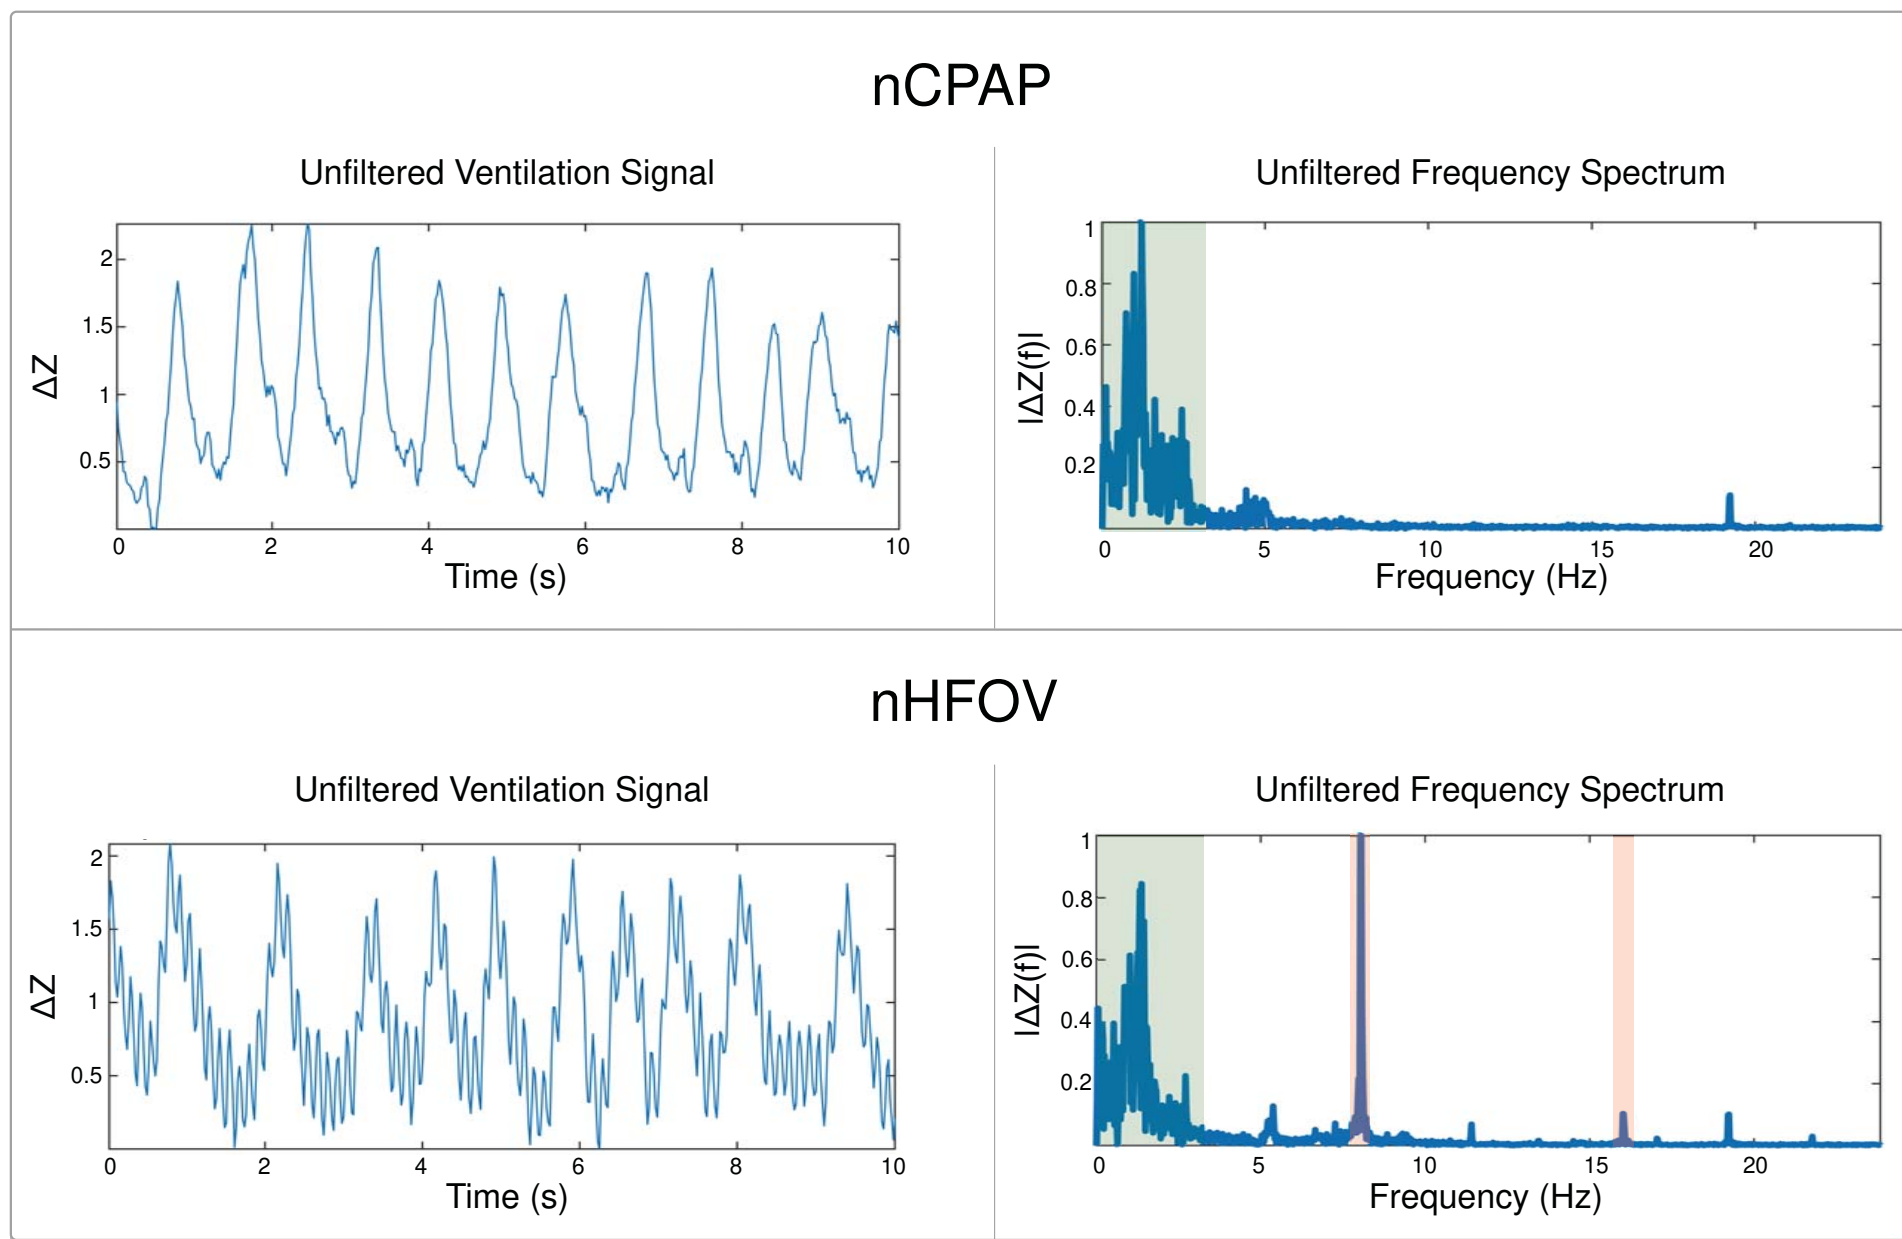 nCPAP
Unfiltered Ventilation Signal
2
1.5
1
0.5
ΔZ
0 2 4 6 8 10
Time (s)
Unfiltered Frequency Spectrum
1
0.8
0.6
0.4
0.2
|ΔZ(f)|
0 5 10 15 20
Frequency (Hz)
nHFOV
Unfiltered Ventilation Signal
2
1.5
1
0.5
ΔZ
0 2 4 6 8 10
Time (s)
Unfiltered Frequency Spectrum
1
0.8
0.6
0.4
0.2
|ΔZ(f)|
0 5 10 15 20
Frequency (Hz)